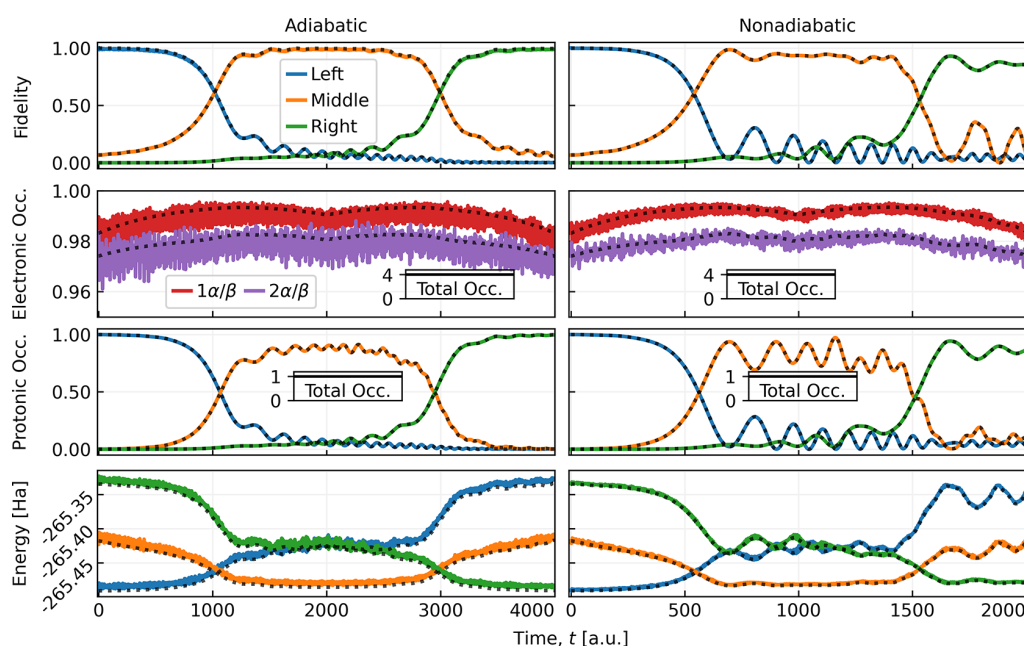 Adiabatic
Nonadiabatic
Fidelity
1.00
0.50
0.00
Left
Middle
Right
Electronic Occ.
1.00
0.98
0.96
1α/β
2α/β
4
0
Total Occ.
4
0
Total Occ.
Protonic Occ.
1.00
0.50
0.00
1
0
Total Occ.
1
0
Total Occ.
Energy [Ha]
-265.35
-265.40
-265.45
0
1000
2000
3000
4000
0
500
1000
1500
2000
Time, t [a.u.]